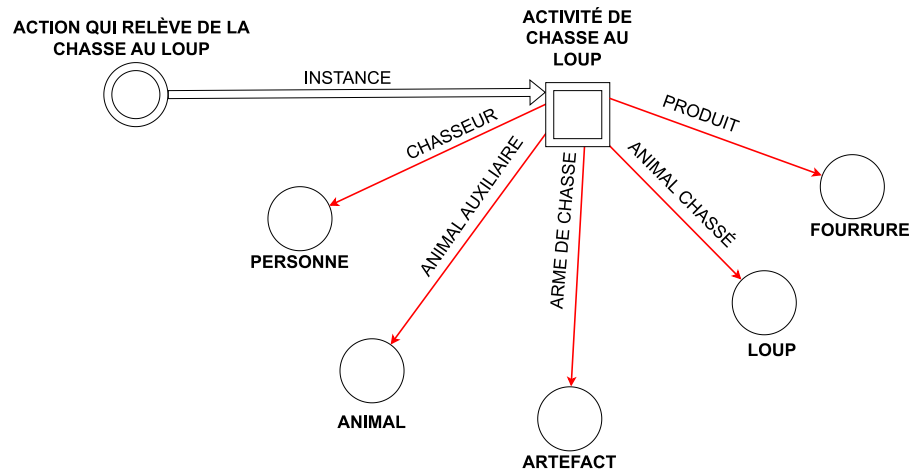 ACTION QUI RELÈVE DE LA
CHASSE AU LOUP
ACTIVITÉ DE
CHASSE AU
LOUP
INSTANCE
CHASSEUR
ANIMAL AUXILIAIRE
ARME DE CHASSE
ANIMAL CHASSÉ
PRODUIT
PERSONNE
ANIMAL
ARTEFACT
LOUP
FOURRURE